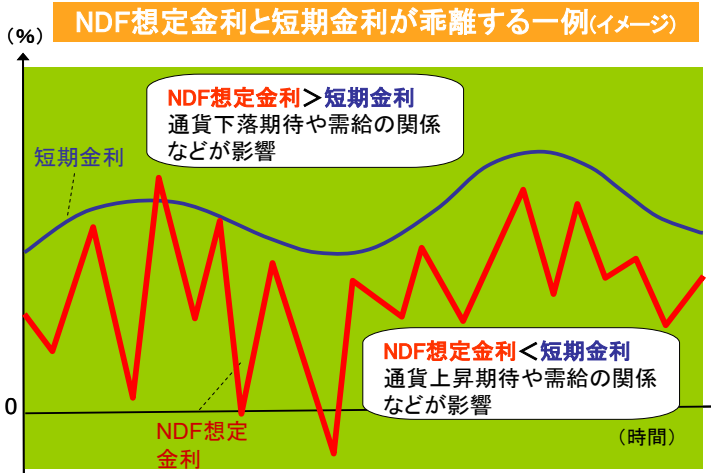 NDF想定金利と短期金利が乖離する一例(イメージ)
(%)
NDF想定金利>短期金利
通貨下落期待や需給の関係
などが影響
短期金利
NDF想定金利<短期金利
通貨上昇期待や需給の関係
などが影響
0
NDF想定
金利
(時間)